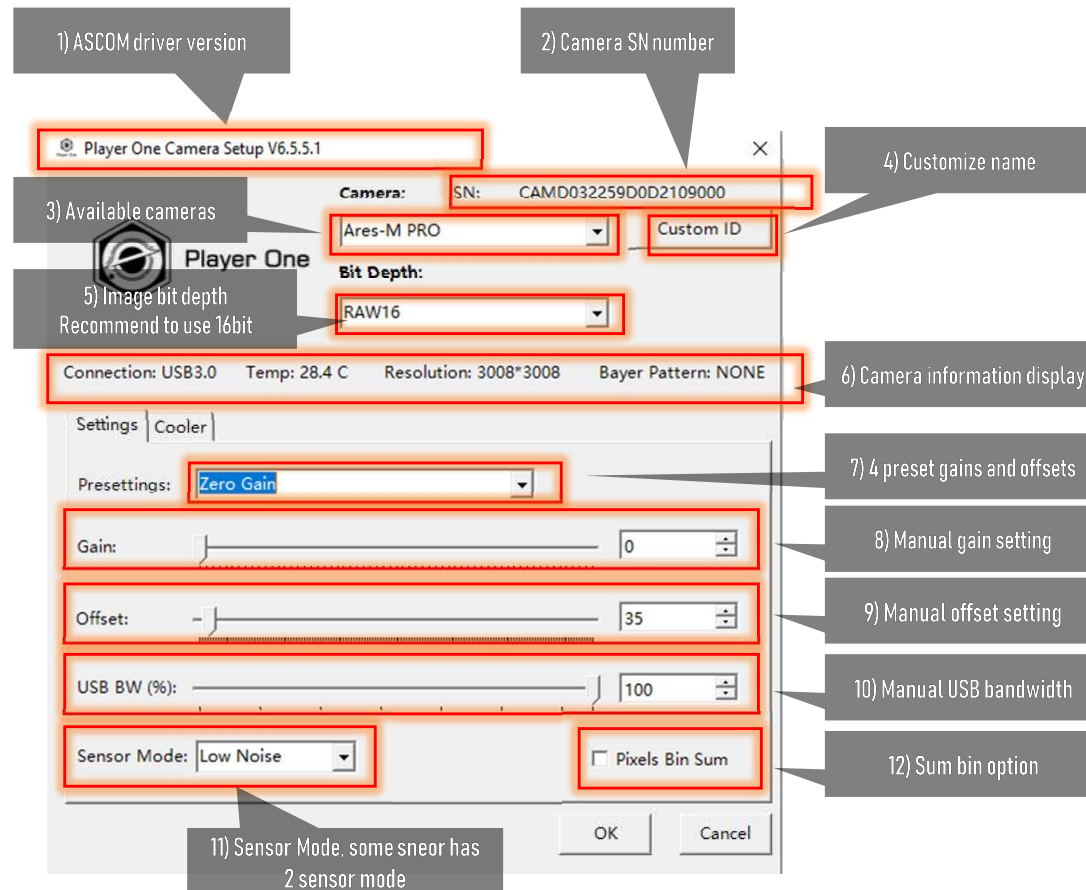 1) ASCOM driver version
2) Camera SN number
Player One Camera Setup V6.5.5.1
4) Customize name
Camera: SN: CAMD032259D0D2109000
3) Available cameras
Ares-M PRO
Custom ID
Player One
Bit Depth:
5) Image bit depth
Recommend to use 16bit
RAW16
Connection: USB3.0 Temp: 28.4 C Resolution: 3008*3008 Bayer Pattern: NONE
6) Camera information display
Settings Cooler
Presettings: Zero Gain
7) 4 preset gains and offsets
Gain: 0
8) Manual gain setting
Offset: 35
9) Manual offset setting
USB BW (%): 100
10) Manual USB bandwidth
Sensor Mode: Low Noise
Pixels Bin Sum
12) Sum bin option
OK Cancel
11) Sensor Mode, some sneor has
2 sensor mode